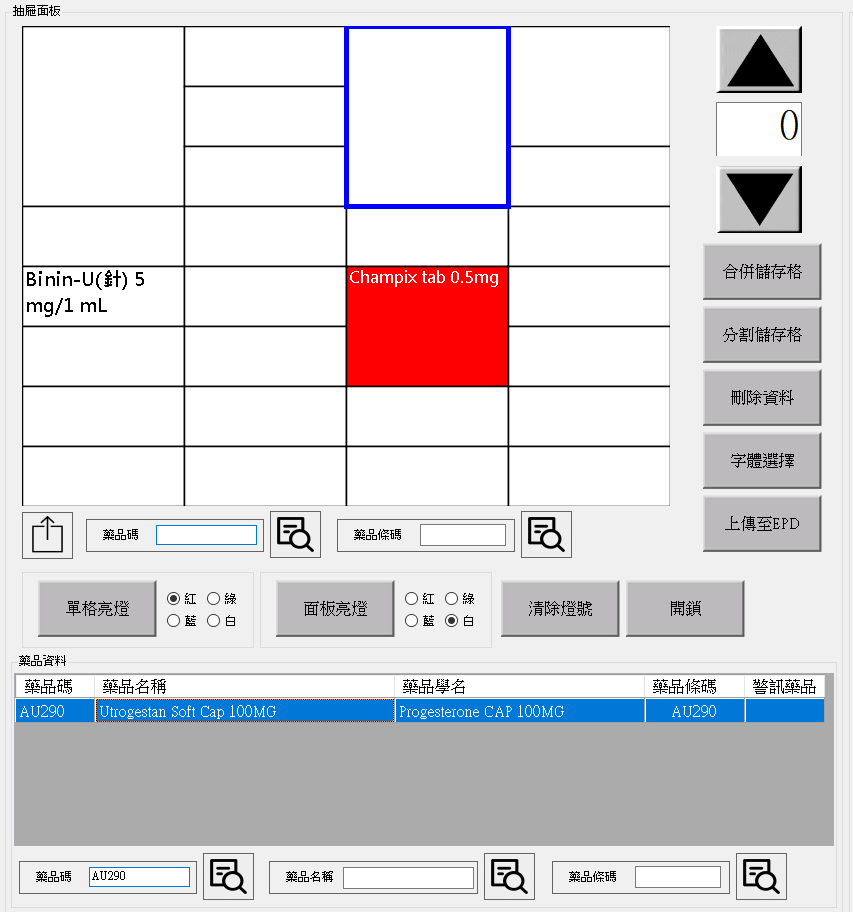 抽屜面板
0
Binin-U(針) 5
mg/1 mL
Champix tab 0.5mg
合併儲存格
分割儲存格
刪除資料
字體選擇
上傳至EPD
藥品碼
藥品條碼
單格亮燈
紅 綠
藍 白
面板亮燈
紅 綠
藍 白
清除燈號
開鎖
藥品資料
藥品碼 藥品名稱 藥品學名 藥品條碼 警訊藥品
AU290 Utrogestan Soft Cap 100MG Progesterone CAP 100MG AU290
藥品碼 AU290
藥品名稱
藥品條碼